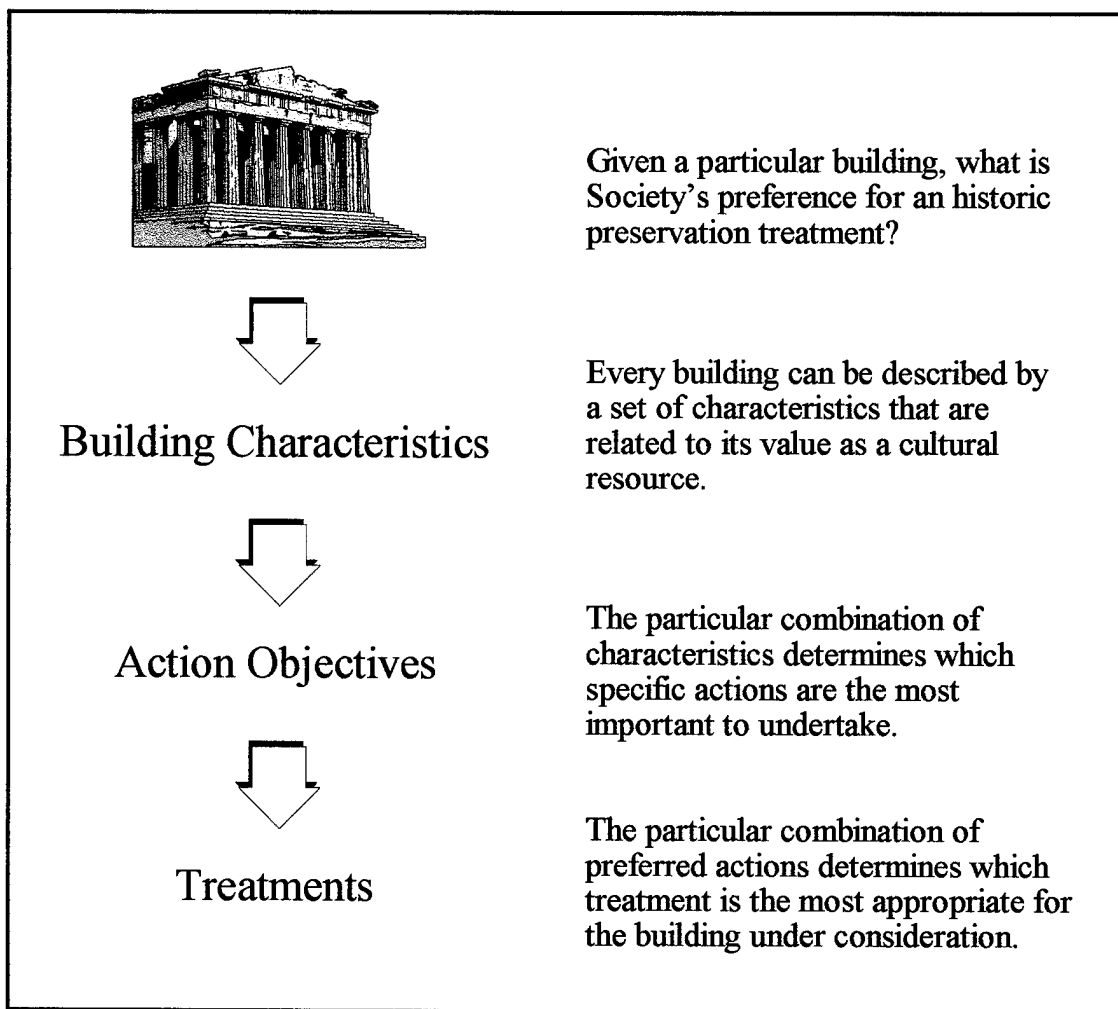 Given a particular building, what is
Society's preference for an historic
preservation treatment?
Building Characteristics
Every building can be described by
a set of characteristics that are
related to its value as a cultural
resource.
Action Objectives
The particular combination of
characteristics determines which
specific actions are the most
important to undertake.
Treatments
The particular combination of
preferred actions determines which
treatment is the most appropriate for
the building under consideration.